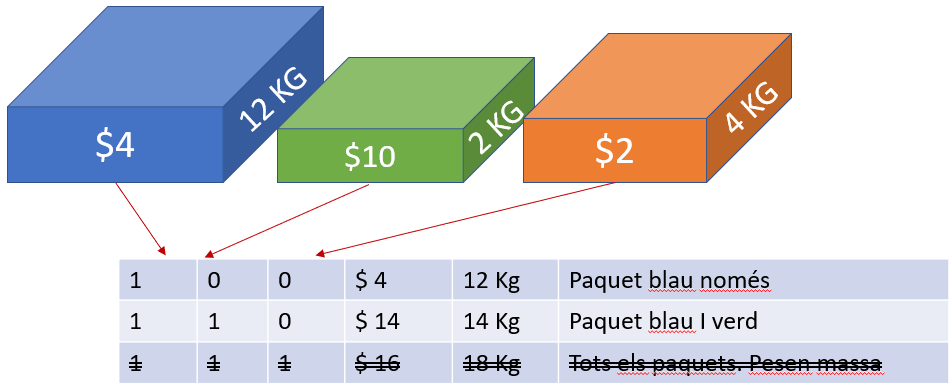 $4
12 KG
$10
2 KG
$2
4 KG
1 0 0 $ 4 12 Kg Paquet blau només
1 1 0 $ 14 14 Kg Paquet blau I verd
1 1 1 $ 16 18 Kg Tots els paquets. Pesen massa